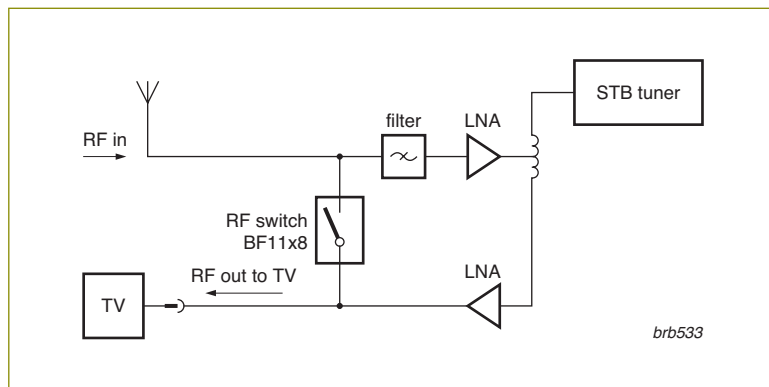 STB tuner
filter
LNA
RF in
RF switch
BF11x8
RF out to TV
LNA
TV
brb533